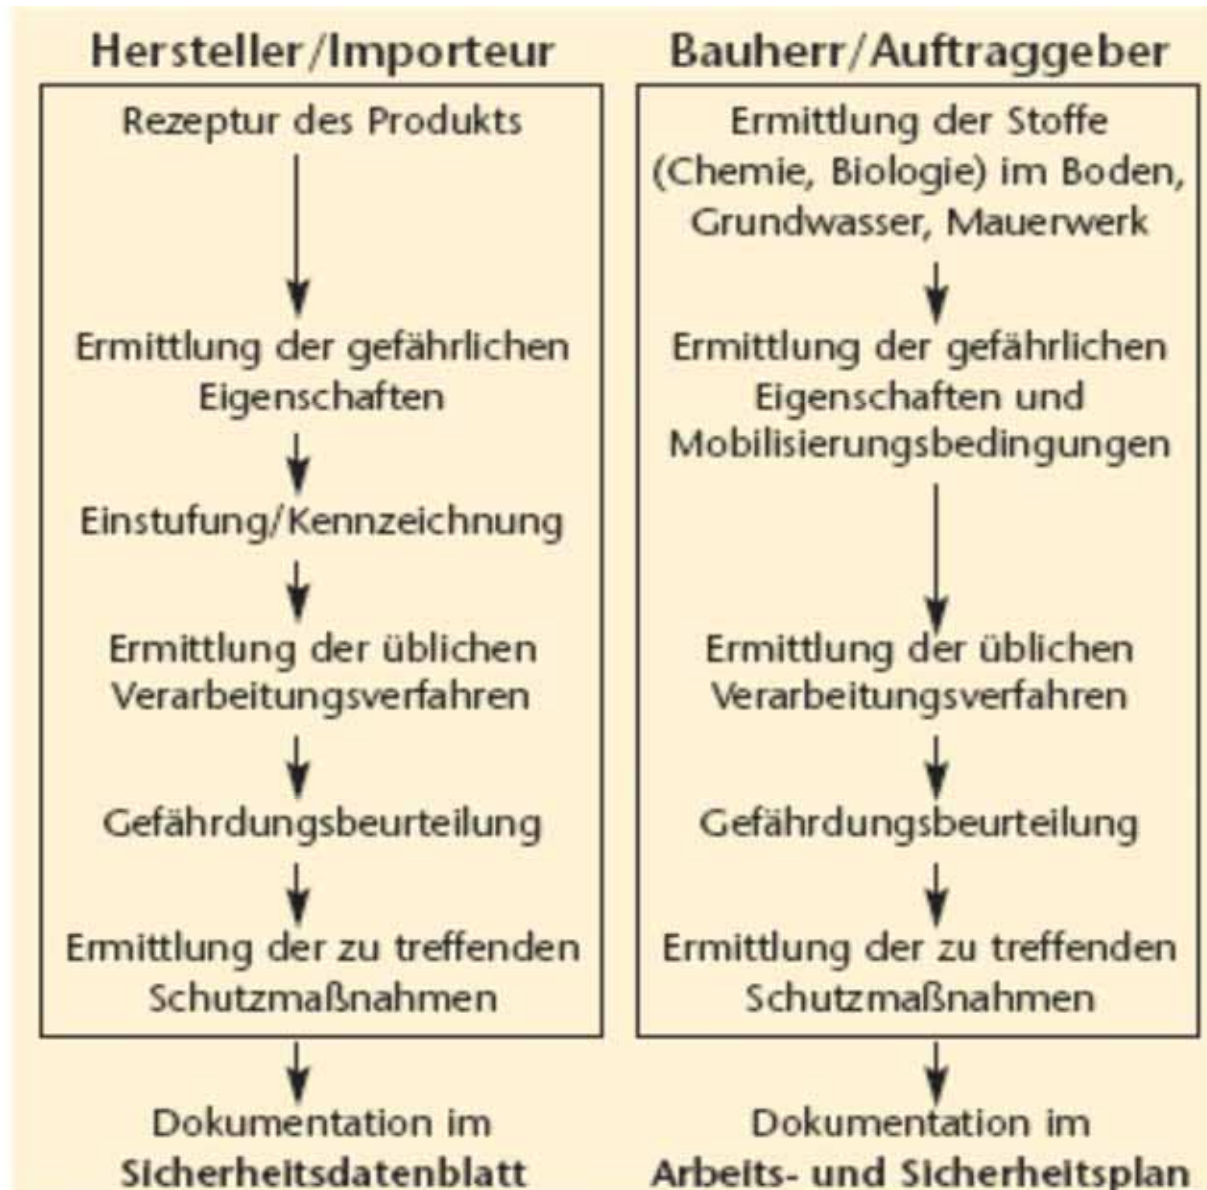 Hersteller/Importeur
Rezeptur des Produkts
Ermittlung der gefährlichen
Eigenschaften
Einstufung/Kennzeichnung
Ermittlung der üblichen
Verarbeitungsverfahren
Gefährdungsbeurteilung
Ermittlung der zu treffenden
Schutzmaßnahmen
Dokumentation im
Sicherheitsdatenblatt
Bauherr/Auftraggeber
Ermittlung der Stoffe
(Chemie, Biologie) im Boden,
Grundwasser, Mauerwerk
Ermittlung der gefährlichen
Eigenschaften und
Mobilisierungsbedingungen
Ermittlung der üblichen
Verarbeitungsverfahren
Gefährdungsbeurteilung
Ermittlung der zu treffenden
Schutzmaßnahmen
Dokumentation im
Arbeits- und Sicherheitsplan